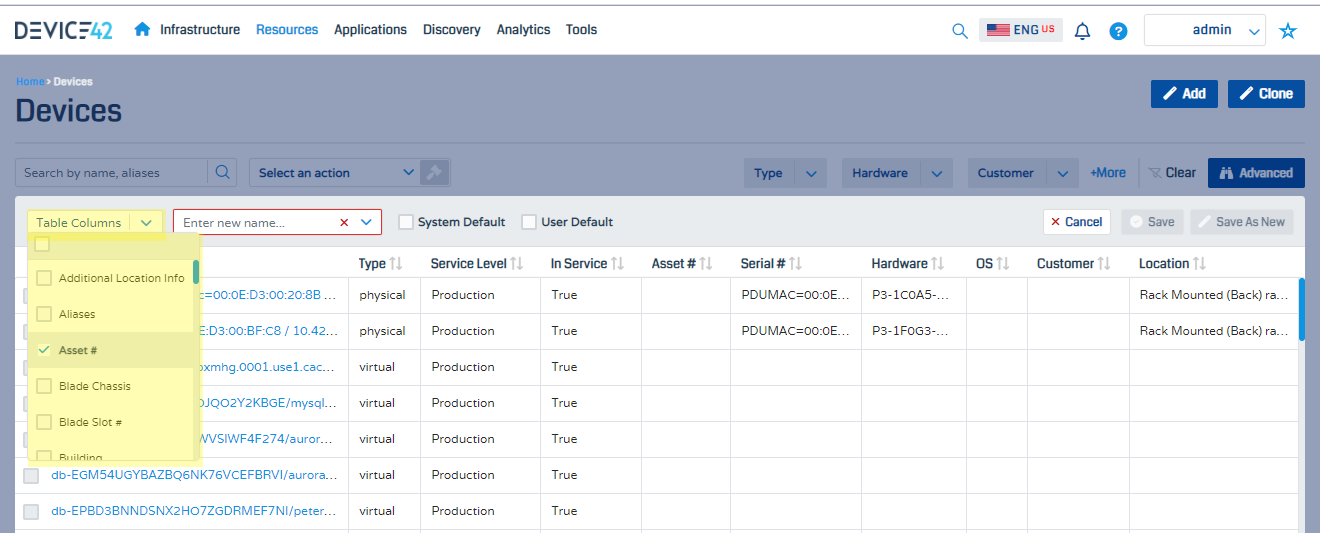 DEVICE42 Infrastructure Resources Applications Discovery Analytics Tools ENG US ? admin
Home > Devices
Devices
Add Clone
Search by name, aliases Select an action Type Hardware Customer +More Clear Advanced
Table Columns Enter new name... System Default User Default Cancel Save Save As New
Type Service Level In Service Asset # Serial # Hardware OS Customer Location
Additional Location Info
c=00:0E:D3:00:20:8B ... physical Production True PDUMAC=00:0E... P3-1C0A5-... Rack Mounted (Back) ra...
Aliases
E:D3:00:BF:C8 / 10.42... physical Production True PDUMAC=00:0E... P3-1F0G3-... Rack Mounted (Back) ra...
Asset #
oxmhg.0001.use1.cac... virtual Production True
Blade Chassis
OJQO2Y2KBGE/mysql... virtual Production True
Blade Slot #
WVSIWF4F274/auror... virtual Production True
Building
db-EGM54UGYBAZBQ6NK76VCEFBRVI/aurora... virtual Production True
db-EPBD3BNNDSNX2HO7ZGDRMEF7NI/peter... virtual Production True